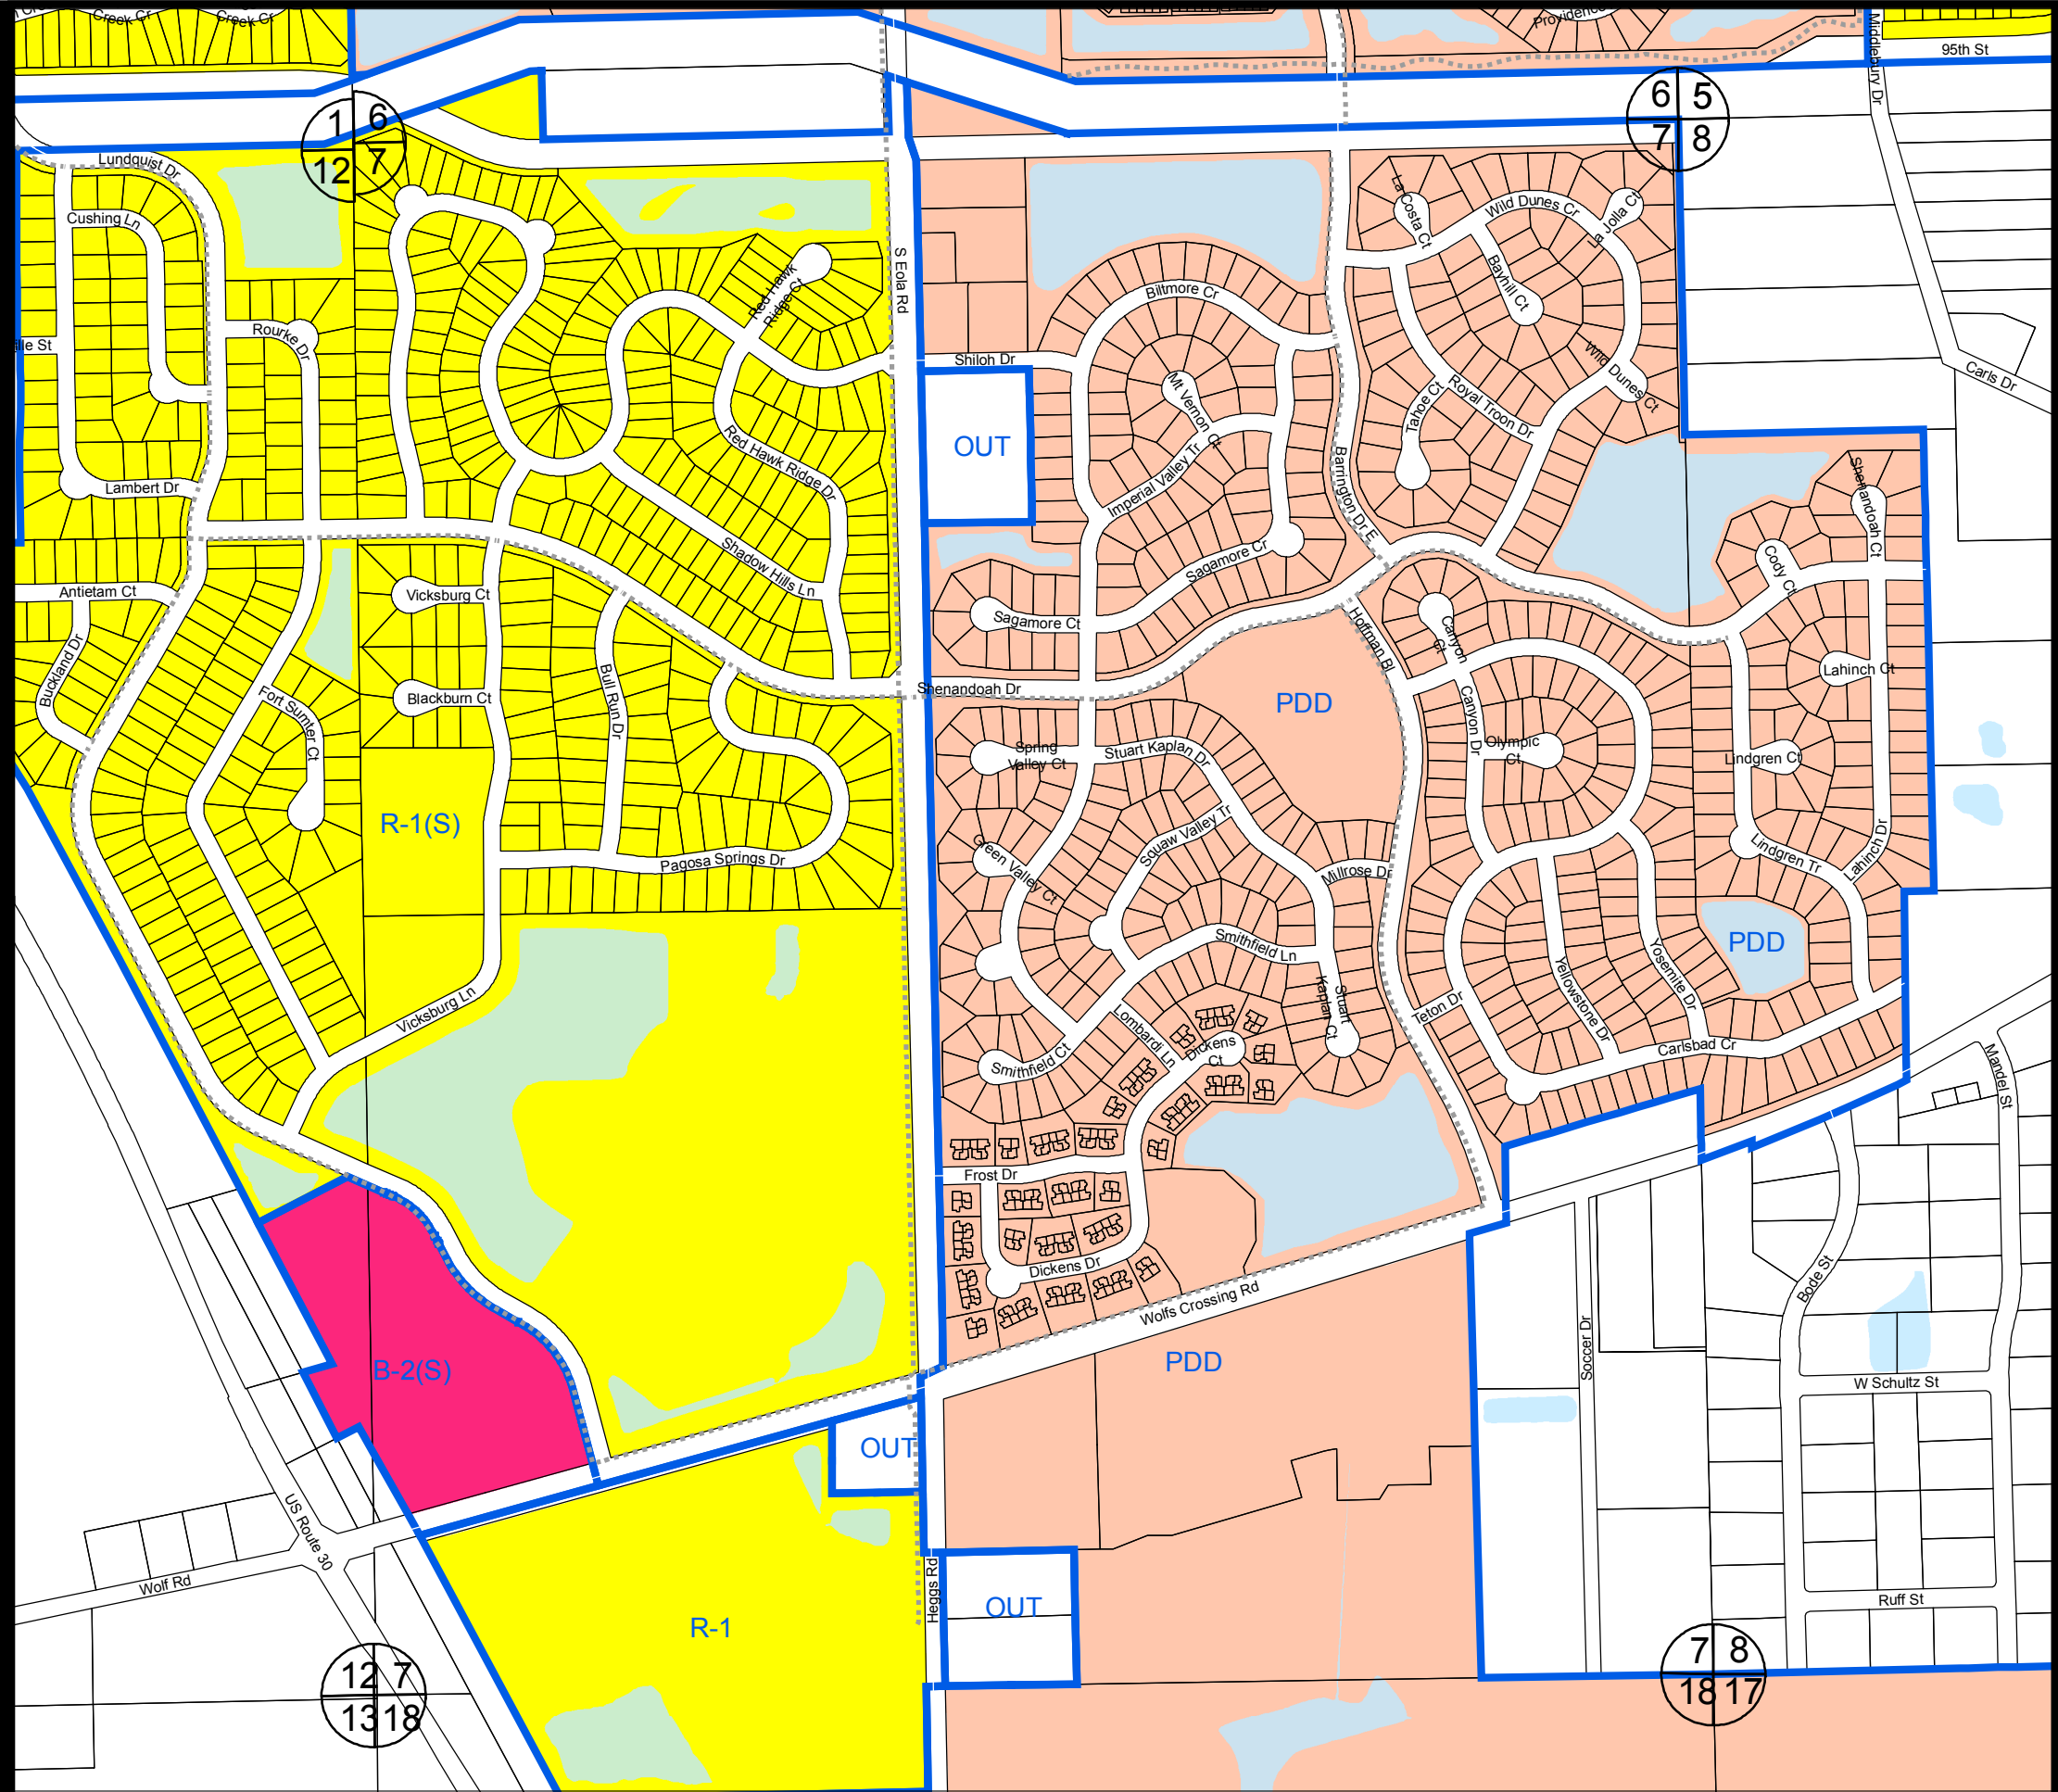 Creek Cr
Creek Cr
Providence
Middlebury Dr
95th St
1 6
12 7
6 5
7 8
Lundquist Dr
Cushing Ln
La Costa Ct
Wild Dunes Cr
La Jolla Ct
S Eola Rd
Red Hawk
Ridge Ct
Bayhill Ct
Biltmore Cr
Rourke Dr
lle St
Shiloh Dr
Wild Dunes Ct
Carls Dr
Mt Vernon Ct
Tahoe Ct
Royal Troon Dr
OUT
Red Hawk Ridge Dr
Lambert Dr
Imperial Valley Tr
Barrington Dr E
Shenandoah Ct
Shadow Hills Ln
Sagamore Cr
Cody Ct
Antietam Ct
Vicksburg Ct
Sagamore Ct
Hoffman Bl
Canyon
Ct
Buckland Dr
Lahinch Ct
Fort Sumter Ct
Blackburn Ct
Bull Run Dr
Shenandoah Dr
PDD
Canyon Dr
Spring
Valley Ct
Stuart Kaplan Dr
Olympic
Ct
Lindgren Ct
R-1(S)
Pagosa Springs Dr
Squaw Valley Tr
Green Valley Ct
Millrose Dr
Lindgren Tr
Lahinch Dr
Smithfield Ln
PDD
Vicksburg Ln
Stuart
Kaplan Ct
Yellowstone Dr
Yosemite Dr
Teton Dr
Lombardi Ln
Dickens
Ct
Smithfield Ct
Carlsbad Cr
Mandel St
Frost Dr
Dickens Dr
Wolfs Crossing Rd
Bode St
Soccer Dr
B-2(S)
PDD
W Schultz St
OUT
US Route 30
Wolf Rd
Heggs Rd
OUT
Ruff St
R-1
12 7
13 18
7 8
18 17